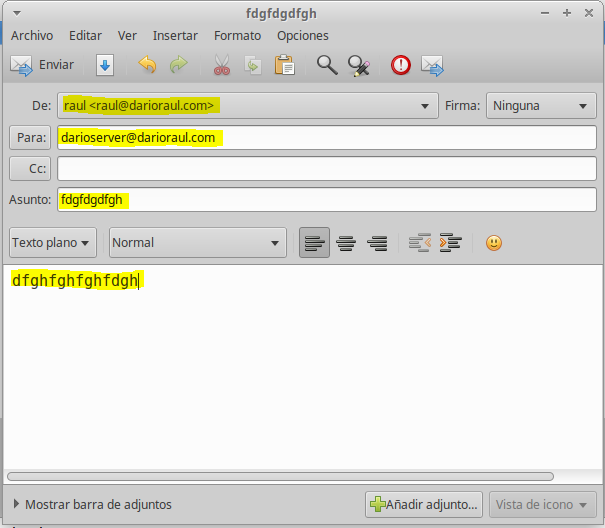 fdgfdgdfgh
Archivo Editar Ver Insertar Formato Opciones
Enviar
De: raul <raul@darioraul.com> Firma: Ninguna
Para: darioserver@darioraul.com
Cc:
Asunto: fdgfdgdfgh
Texto plano Normal
dfghfghfghfdgh
Mostrar barra de adjuntos Añadir adjunto... Vista de icono